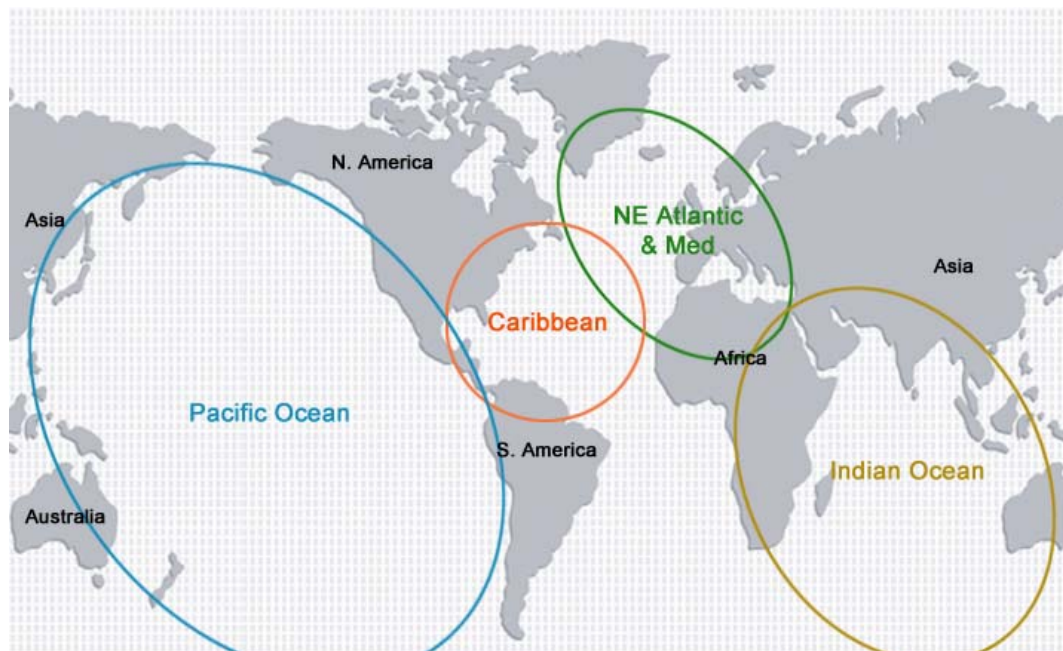 N. America
Asia
NE Atlantic
& Med
Asia
Caribbean
Africa
Pacific Ocean
S. America
Indian Ocean
Australia